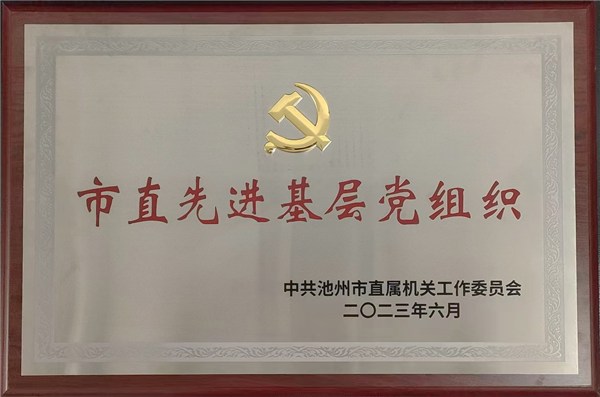 市直先进基层党组织
中共池州市直属机关工作委员会
二〇二三年六月